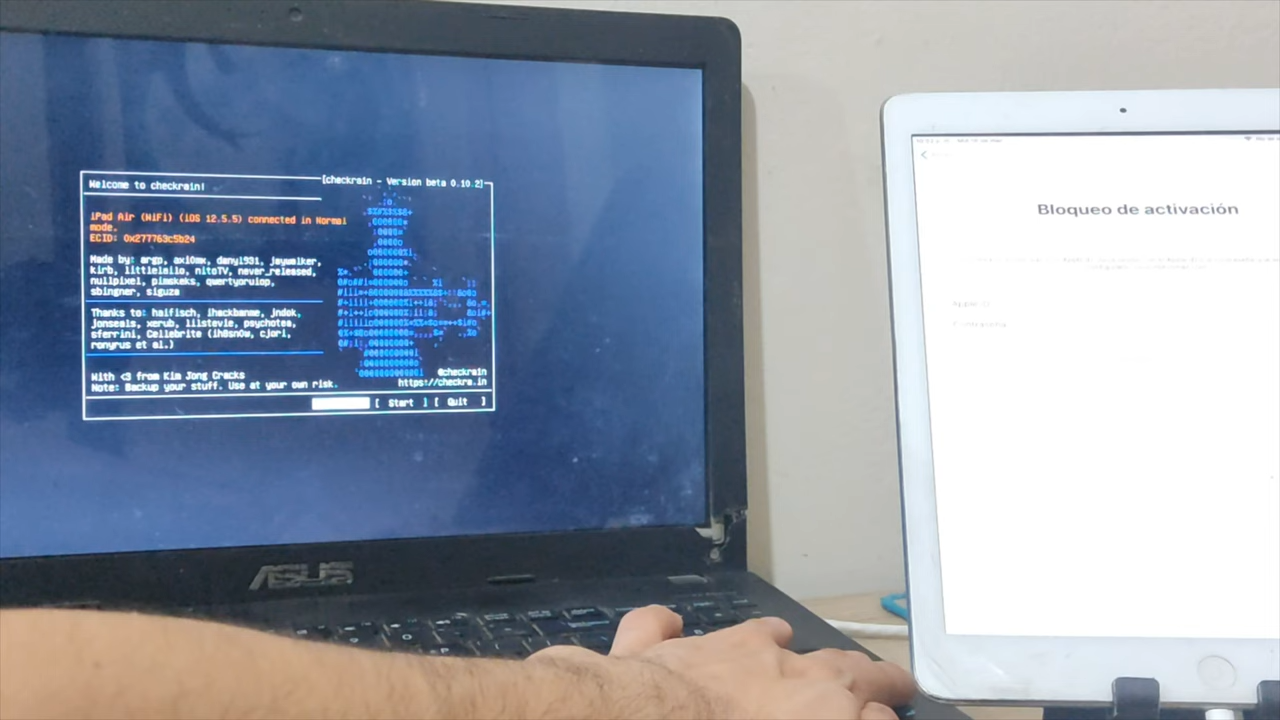 [checkra1n - Version beta 0.10.2]
Welcome to checkra1n!
iPad Air (WiFi) (iOS 12.5.5) connected in Normal
mode.
ECID: 0x277763c5b24
Made by: argp, axi0mx, danyl931, jaywalker,
kirb, littlelailo, nitoTV, never_released,
nullpixel, pimskeks, qwertyoruiop,
sbingner, siguza
Thanks to: haifisch, ihackbanme, jndok,
jonseals, xerub, lilstevie, psychotea,
sferrini, Cellebrite (ih8sn0w, cjori,
ronyrus et al.)
With <3 from Kim Jong Cracks
Note: Backup your stuff. Use at your own risk.
@checkra1n
https://checkra.in
[ Start ] [ Quit ]
ASUS
Bloqueo de activación
Contraseña